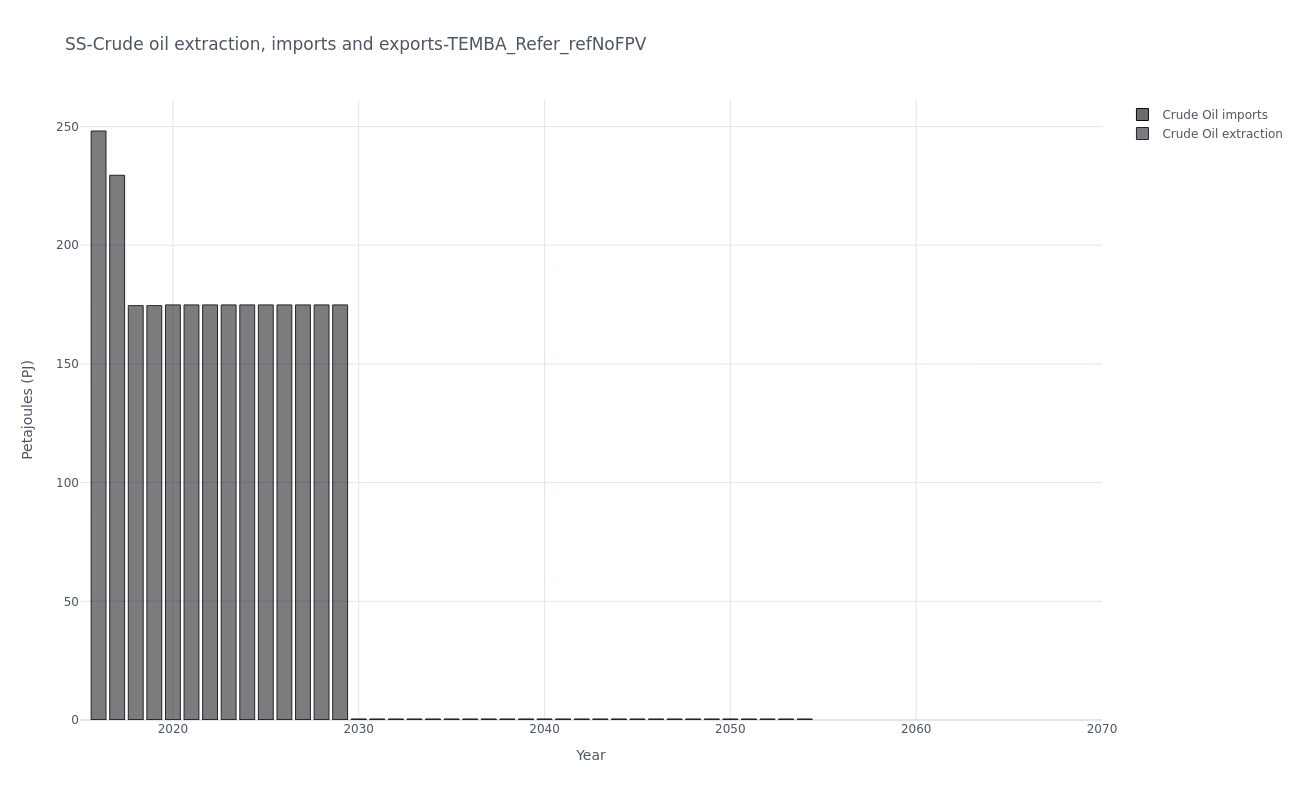 SS-Crude oil extraction, imports and exports-TEMBA_Refer_refNoFPV
Crude Oil imports
Crude Oil extraction
250
200
150
100
50
0
Petajoules (PJ)
2020
2030
2040
2050
2060
2070
Year